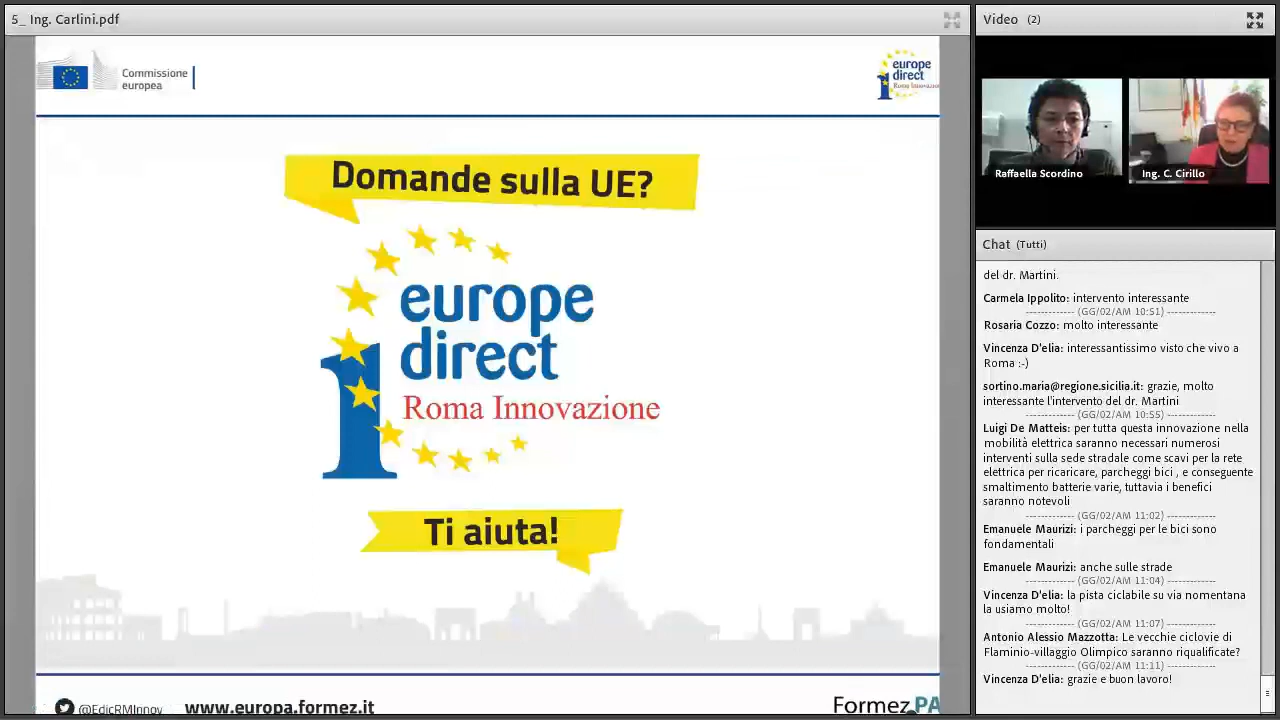 5_ Ing. Carlini.pdf
Commissione
europea
europe
direct
Roma Innovazione
Domande sulla UE?
europe
direct
Roma Innovazione
Ti aiuta!
@EdicRMInnov
www.europa.formez.it
Formez PA
Video (2)
Raffaella Scordino
Ing. C. Cirillo
Chat (Tutti)
del dr. Martini.
Carmela Ippolito: intervento interessante
------------ (GG/02/AM 10:51) ------------
Rosaria Cozzo: molto interessante
Vincenza D'elia: interessantissimo visto che vivo a
Roma :-)
sortino.maria@regione.sicilia.it: grazie, molto
interessante l'intervento del dr. Martini
------------ (GG/02/AM 10:55) ------------
Luigi De Matteis: per tutta questa innovazione nella
mobilità elettrica saranno necessari numerosi
interventi sulla sede stradale come scavi per la rete
elettrica per ricaricare, parcheggi bici , e conseguente
smaltimento batterie varie, tuttavia i benefici
saranno notevoli
------------ (GG/02/AM 11:02) ------------
Emanuele Maurizi: i parcheggi per le bici sono
fondamentali
Emanuele Maurizi: anche sulle strade
------------ (GG/02/AM 11:04) ------------
Vincenza D'elia: la pista ciclabile su via nomentana
la usiamo molto!
------------ (GG/02/AM 11:07) ------------
Antonio Alessio Mazzotta: Le vecchie ciclovie di
Flaminio-villaggio Olimpico saranno riqualificate?
------------ (GG/02/AM 11:11) ------------
Vincenza D'elia: grazie e buon lavoro!